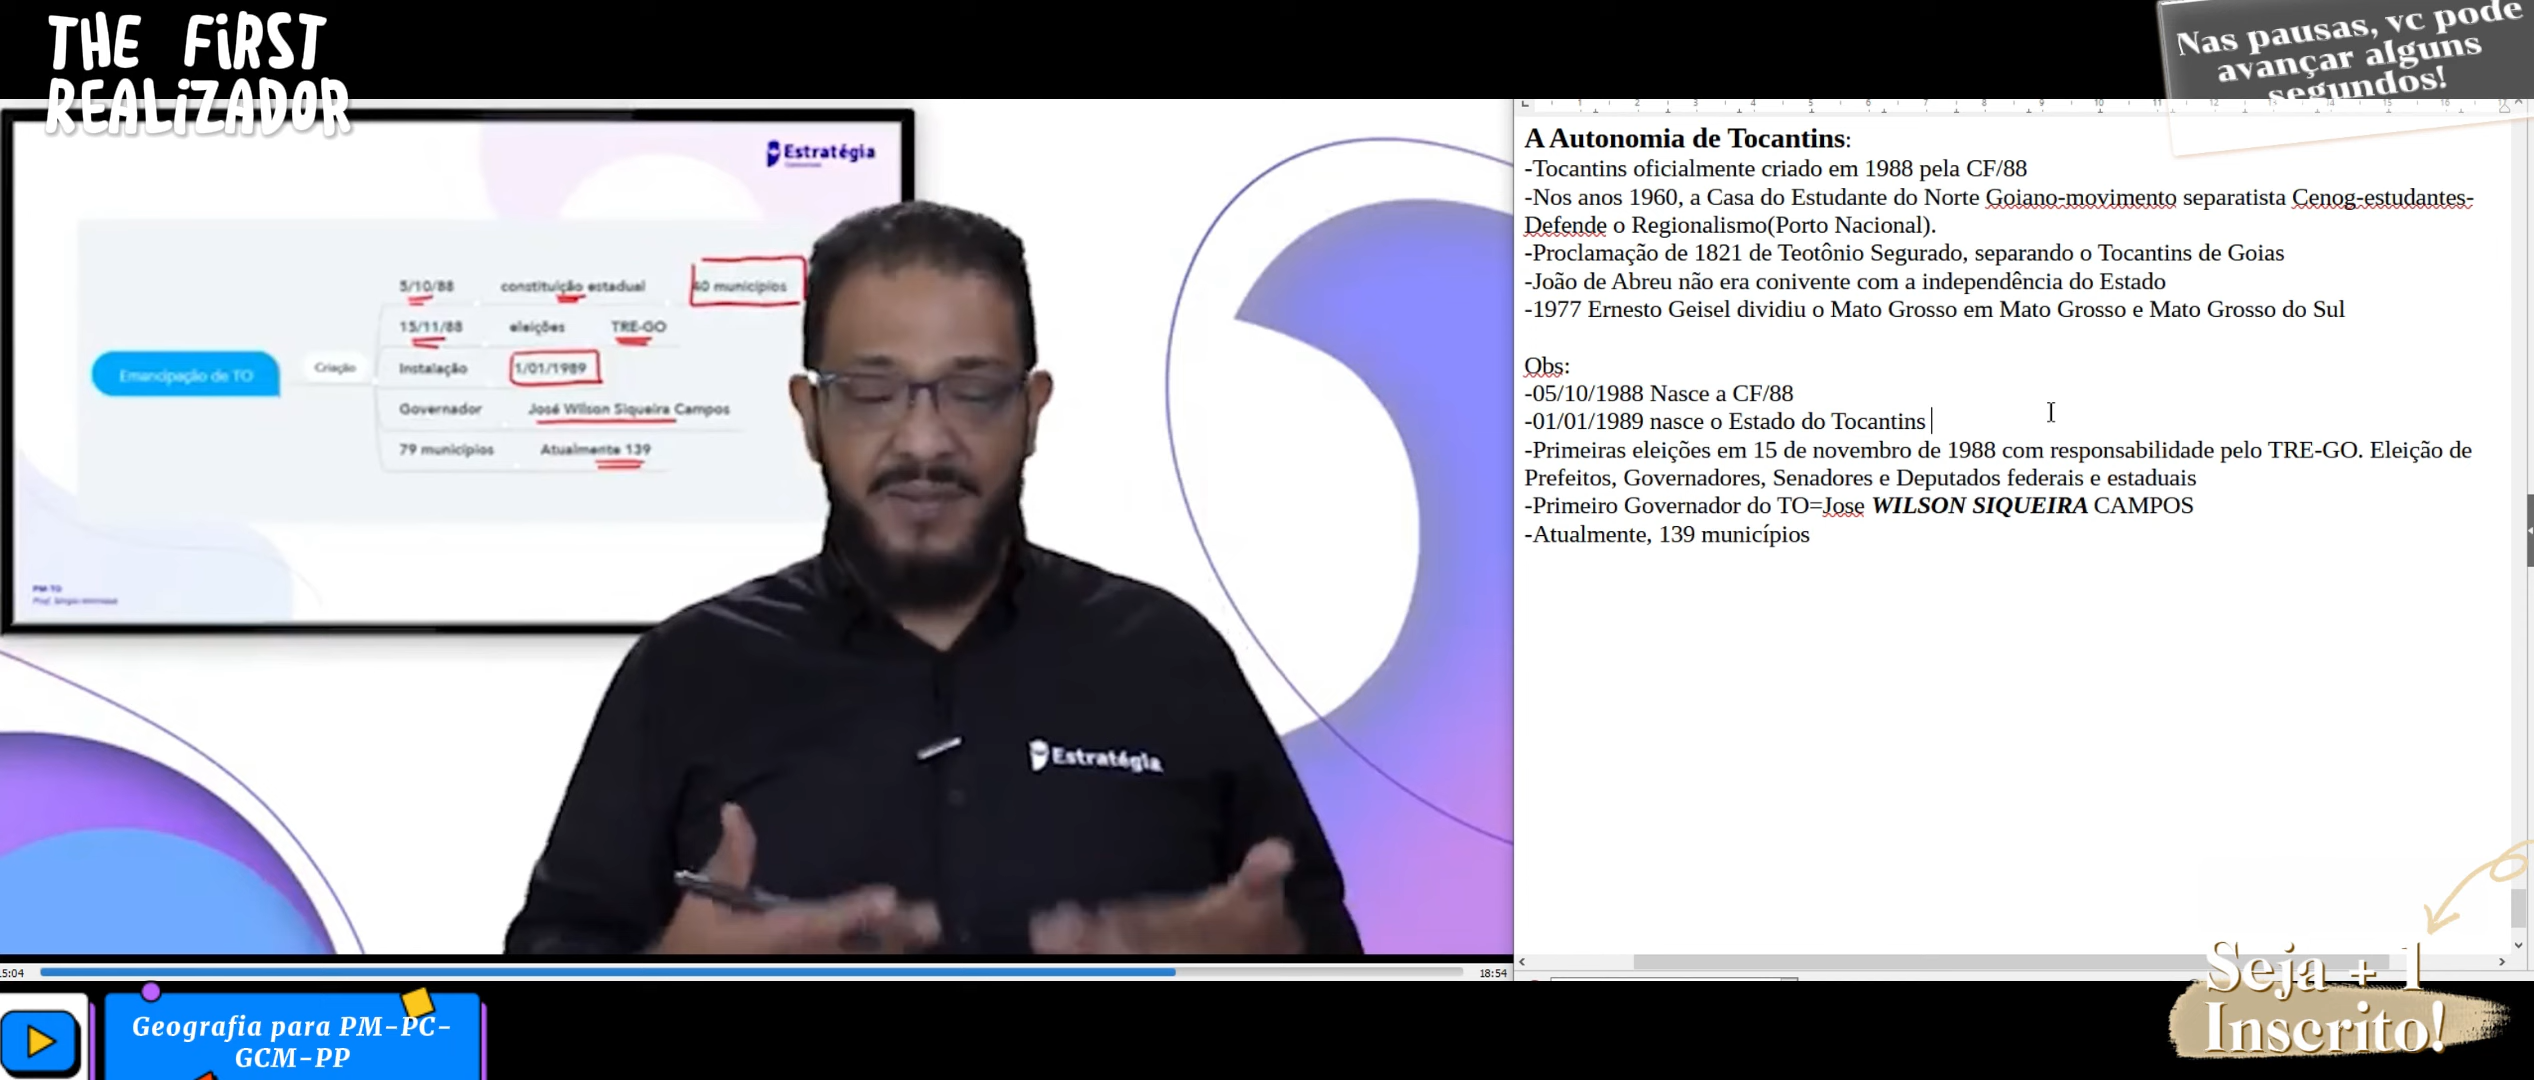 THE FIRST
REALIZADOR
Nas pausas, vc pode
avançar alguns
segundos!
Estratégia
5/10/88 constituição estadual 40 municípios
15/11/88 eleições TRE-GO
Emancipação de TO Criação Instalação 1/01/1989
Governador José Wilson Siqueira Campos
79 municípios Atualmente 139
PM-TO
Estratégia
A Autonomia de Tocantins:
-Tocantins oficialmente criado em 1988 pela CF/88
-Nos anos 1960, a Casa do Estudante do Norte Goiano-movimento separatista Cenog-estudantes-
Defende o Regionalismo(Porto Nacional).
-Proclamação de 1821 de Teotônio Segurado, separando o Tocantins de Goias
-João de Abreu não era conivente com a independência do Estado
-1977 Ernesto Geisel dividiu o Mato Grosso em Mato Grosso e Mato Grosso do Sul
Obs:
-05/10/1988 Nasce a CF/88
-01/01/1989 nasce o Estado do Tocantins
-Primeiras eleições em 15 de novembro de 1988 com responsabilidade pelo TRE-GO. Eleição de
Prefeitos, Governadores, Senadores e Deputados federais e estaduais
-Primeiro Governador do TO=Jose WILSON SIQUEIRA CAMPOS
-Atualmente, 139 municípios
5:04 18:54
Geografia para PM-PC-
GCM-PP
Seja + 1
Inscrito!